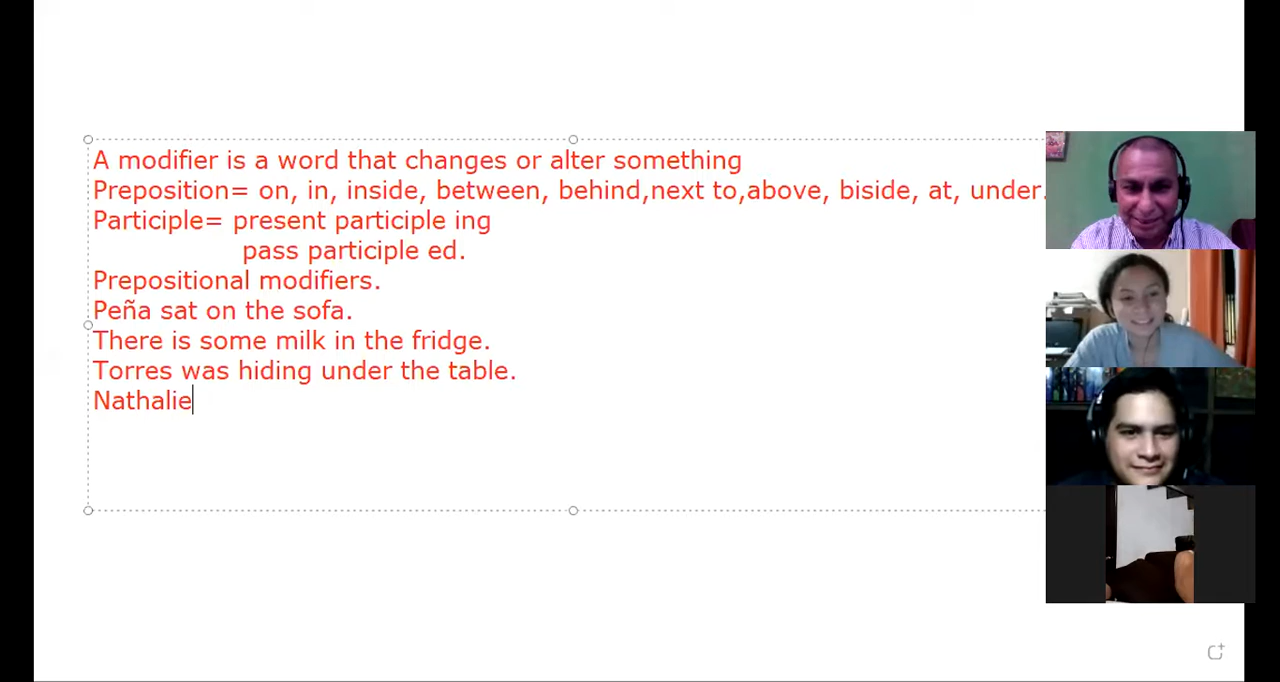 A modifier is a word that changes or alter something
Preposition= on, in, inside, between, behind,next to,above, biside, at, under.
Participle= present participle ing
pass participle ed.
Prepositional modifiers.
Peña sat on the sofa.
There is some milk in the fridge.
Torres was hiding under the table.
Nathalie